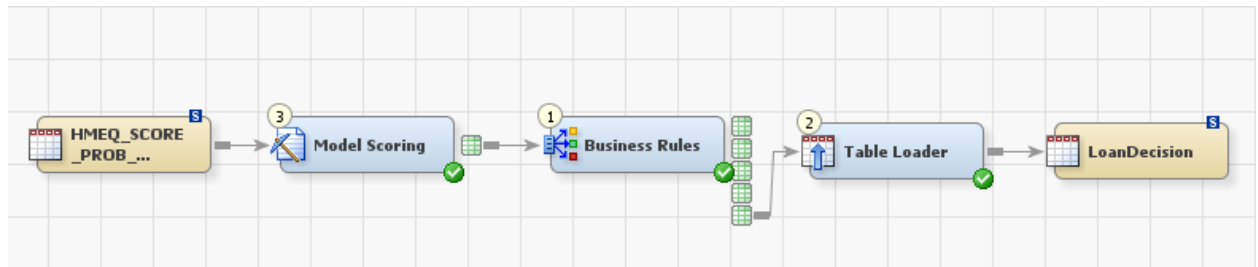 HMEQ_SCORE
_PROB_...
S
3
Model Scoring
1
Business Rules
2
Table Loader
LoanDecision
S